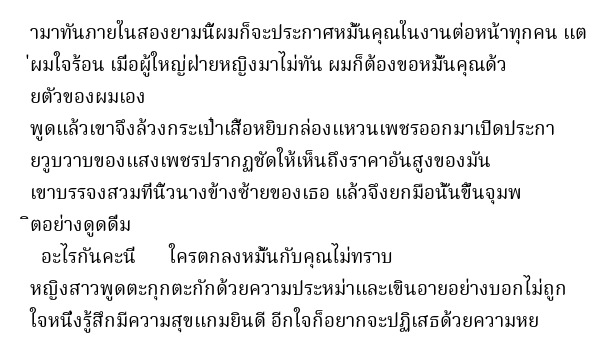 ามาทันภายในสองยามนี้ผมก็จะประกาศหมั้นคุณในงานต่อหน้าทุกคน แต
่ผมใจร้อน เมื่อผู้ใหญ่ฝ่ายหญิงมาไม่ทัน ผมก็ต้องขอหมั้นคุณด้ว
ยตัวของผมเอง
พูดแล้วเขาจึงล้วงกระเป๋าเสื้อหยิบกล่องแหวนเพชรออกมาเปิดประกา
ยวูบวาบของแสงเพชรปรากฏชัดให้เห็นถึงราคาอันสูงของมัน
เขาบรรจงสวมที่นิ้วนางข้างซ้ายของเธอ แล้วจึงยกมือนั้นขึ้นจุมพ
ิตอย่างดูดดื่ม
อะไรกันคะนี่ ใครตกลงหมั้นกับคุณไม่ทราบ
หญิงสาวพูดตะกุกตะกักด้วยความประหม่าและเขินอายอย่างบอกไม่ถูก
ใจหนึ่งรู้สึกมีความสุขแกมยินดี อีกใจก็อยากจะปฏิเสธด้วยความหย